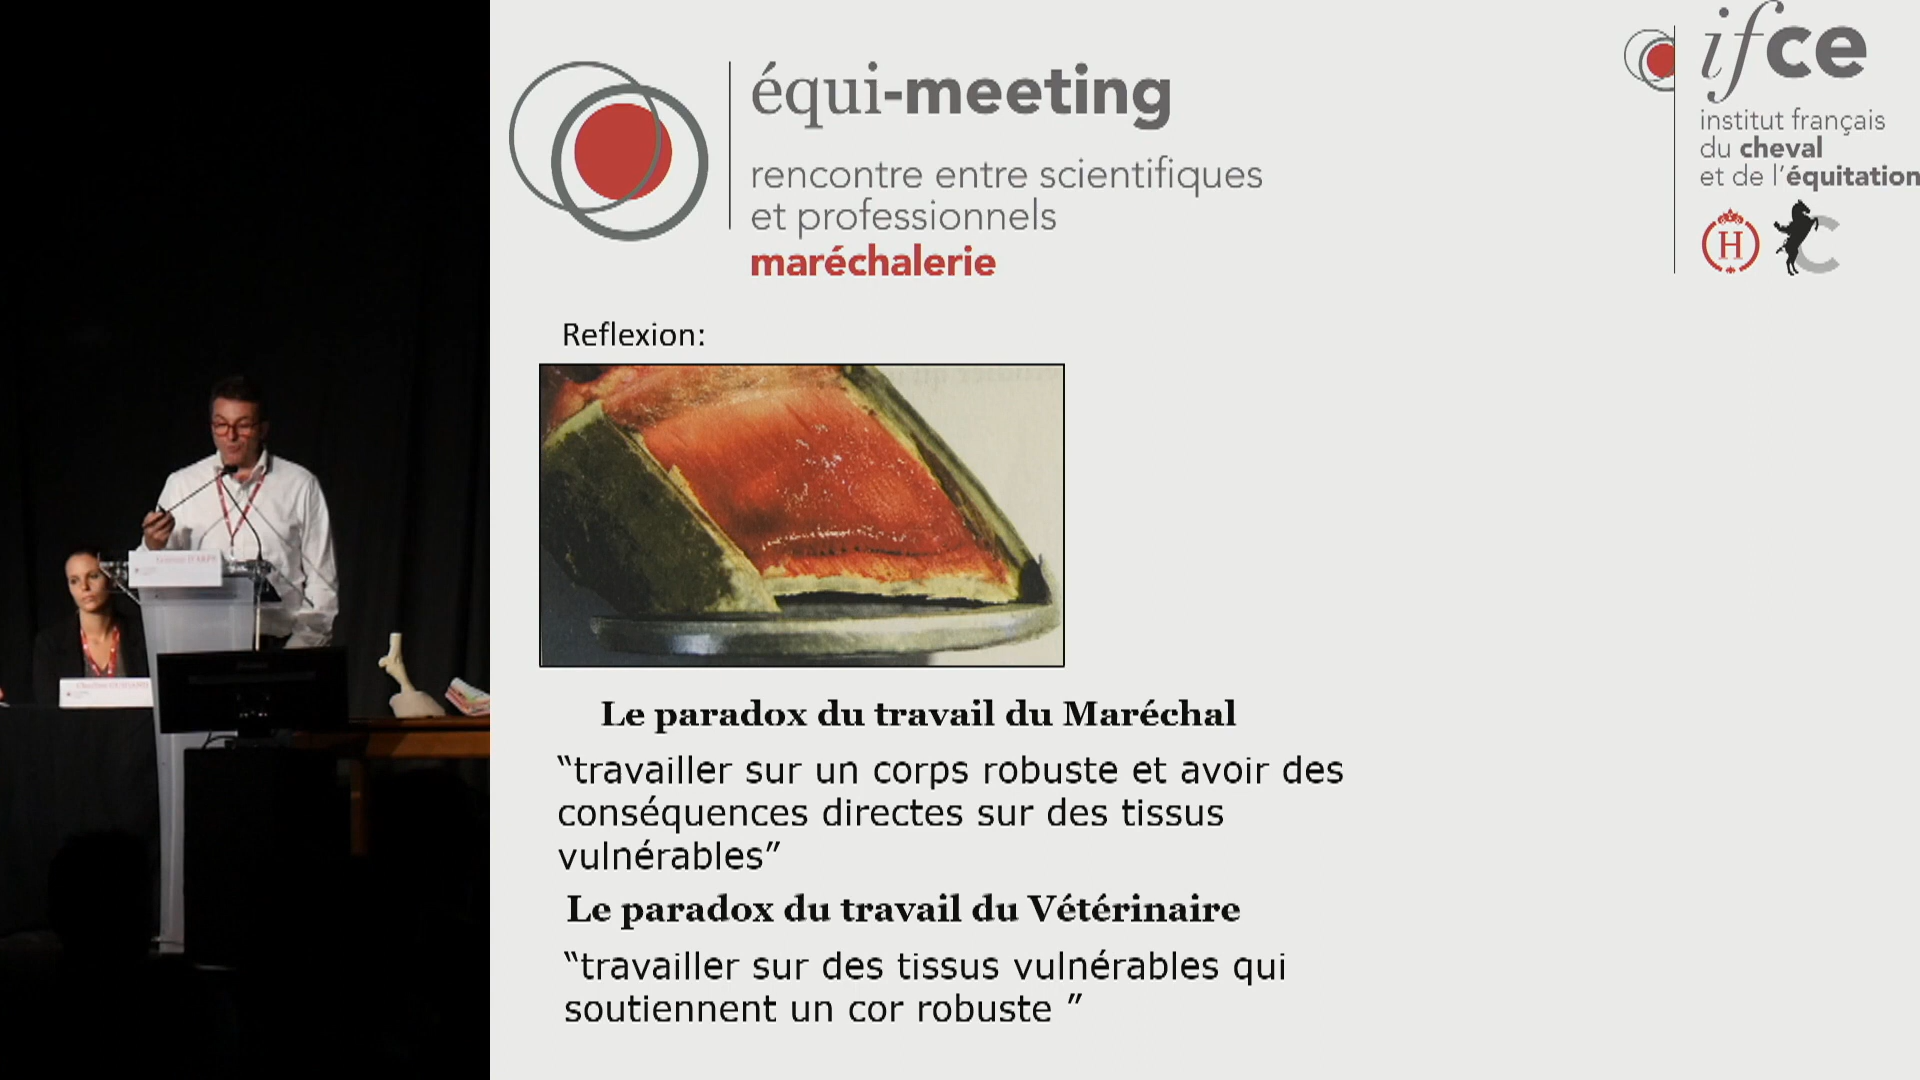 équi-meeting
rencontre entre scientifiques
et professionnels
maréchalerie
ifce
institut français
du cheval
et de l'équitation
H
C
Reflexion:
Le paradox du travail du Maréchal
“travailler sur un corps robuste et avoir des
conséquences directes sur des tissus
vulnérables”
Le paradox du travail du Vétérinaire
“travailler sur des tissus vulnérables qui
soutiennent un cor robuste ”